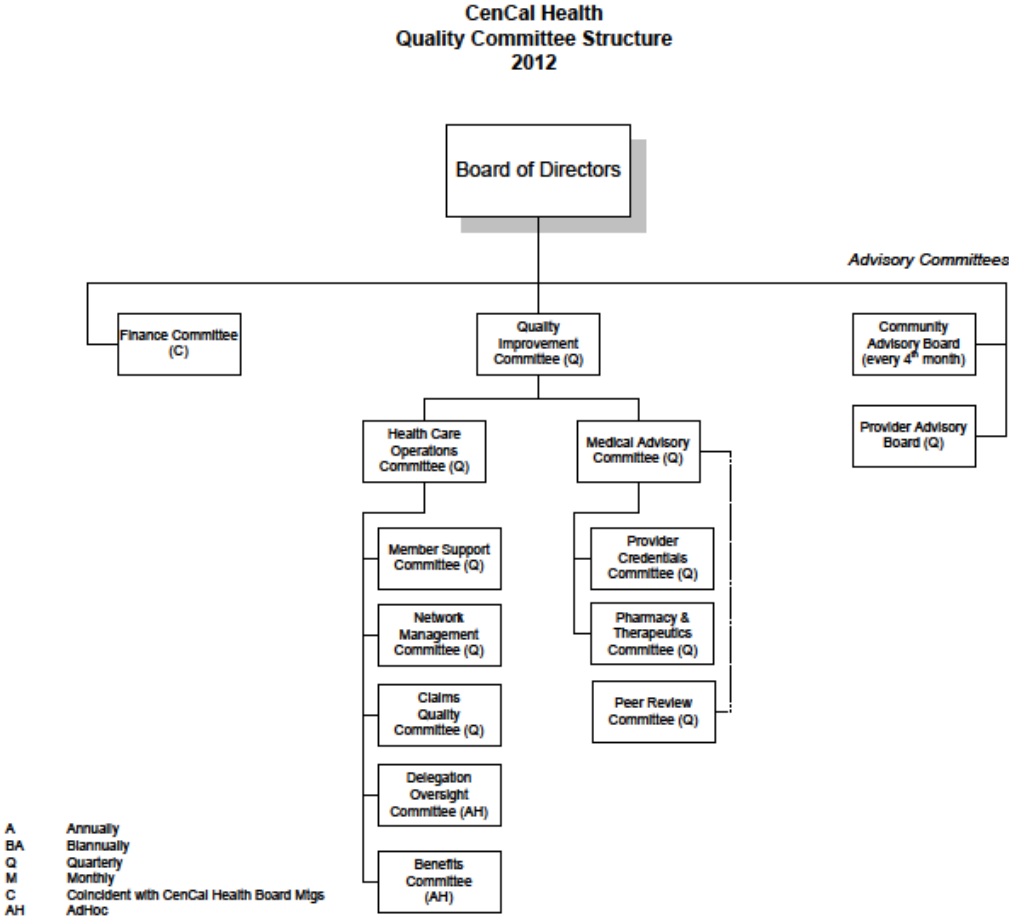 CenCal Health
Quality Committee Structure
2012
Board of Directors
Advisory Committees
Finance Committee
(C)
Quality
Improvement
Committee (Q)
Community
Advisory Board
(every 4th month)
Provider Advisory
Board (Q)
Health Care
Operations
Committee (Q)
Medical Advisory
Committee (Q)
Member Support
Committee (Q)
Network
Management
Committee (Q)
Claims
Quality
Committee (Q)
Delegation
Oversight
Committee (AH)
Benefits
Committee
(AH)
Provider
Credentials
Committee (Q)
Pharmacy &
Therapeutics
Committee (Q)
Peer Review
Committee (Q)
A Annually
BA Biannually
Q Quarterly
M Monthly
C Coincident with CenCal Health Board Mtgs
AH AdHoc